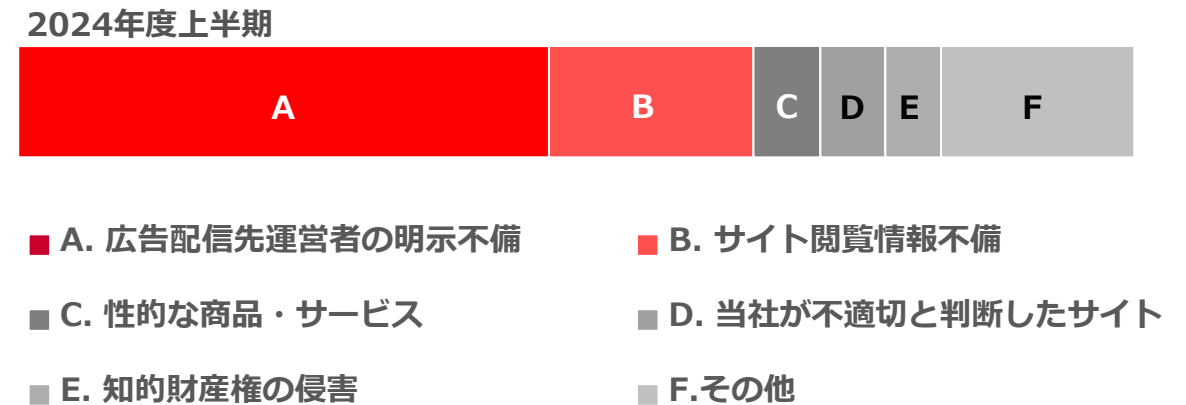 2024年度上半期
A B C D E F
A. 広告配信先運営者の明示不備
B. サイト閲覧情報不備
C. 性的な商品・サービス
D. 当社が不適切と判断したサイト
E. 知的財産権の侵害
F.その他